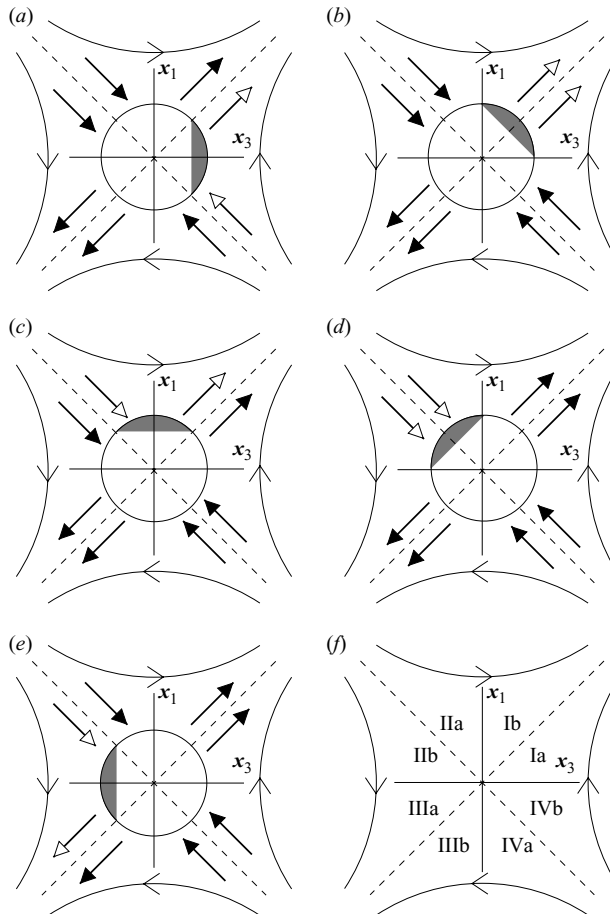 (a)
x1
x3
(b)
x1
x3
(c)
x1
x3
(d)
x1
x3
(e)
x1
x3
(f)
x1
IIa Ib
IIb Ia x3
IIIa IVb
IIIb IVa